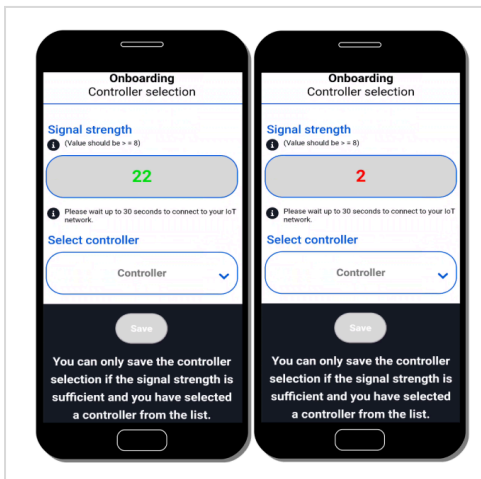 Onboarding
Controller selection
Signal strength
i (Value should be > = 8)
22
i Please wait up to 30 seconds to connect to your IoT
network.
Select controller
Controller
Save
You can only save the controller
selection if the signal strength is
sufficient and you have selected
a controller from the list.
Onboarding
Controller selection
Signal strength
i (Value should be > = 8)
2
i Please wait up to 30 seconds to connect to your IoT
network.
Select controller
Controller
Save
You can only save the controller
selection if the signal strength is
sufficient and you have selected
a controller from the list.